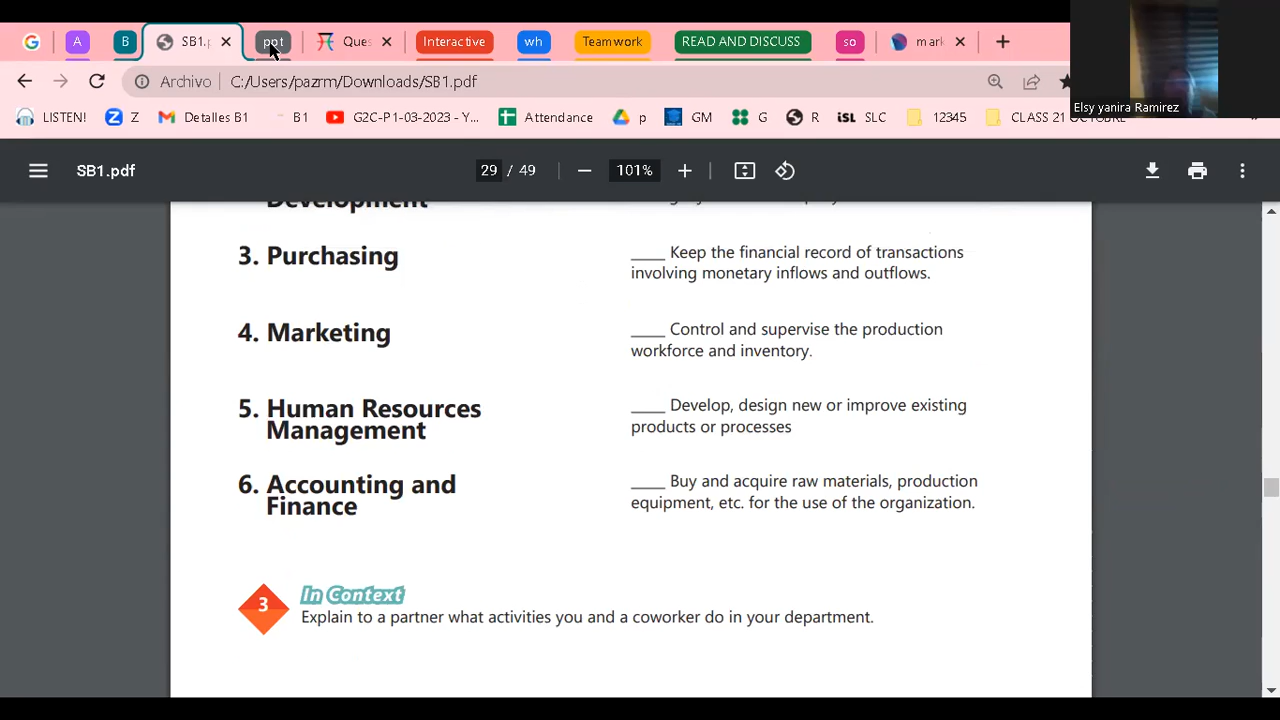 A
B
SB1.
ppt
Ques
Interactive
wh
Teamwork
READ AND DISCUSS
so
mark
Archivo
C:/Users/pazrm/Downloads/SB1.pdf
Elsy yanira Ramirez
LISTEN!
Z
Detalles B1
B1
G2C-P1-03-2023 - Y...
Attendance
p
GM
G
R
iSL
SLC
12345
CLASS 21 OCTUBRE
SB1.pdf
29 / 49
101%
Development
3. Purchasing
____ Keep the financial record of transactions
involving monetary inflows and outflows.
4. Marketing
____ Control and supervise the production
workforce and inventory.
5. Human Resources
Management
____ Develop, design new or improve existing
products or processes
6. Accounting and
Finance
____ Buy and acquire raw materials, production
equipment, etc. for the use of the organization.
3
In Context
Explain to a partner what activities you and a coworker do in your department.